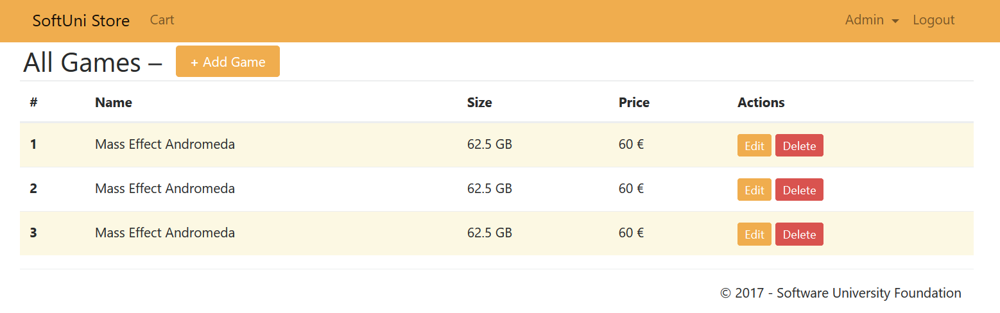 SoftUni Store Cart Admin Logout
All Games – + Add Game
# Name Size Price Actions
1 Mass Effect Andromeda 62.5 GB 60 € Edit Delete
2 Mass Effect Andromeda 62.5 GB 60 € Edit Delete
3 Mass Effect Andromeda 62.5 GB 60 € Edit Delete
© 2017 - Software University Foundation